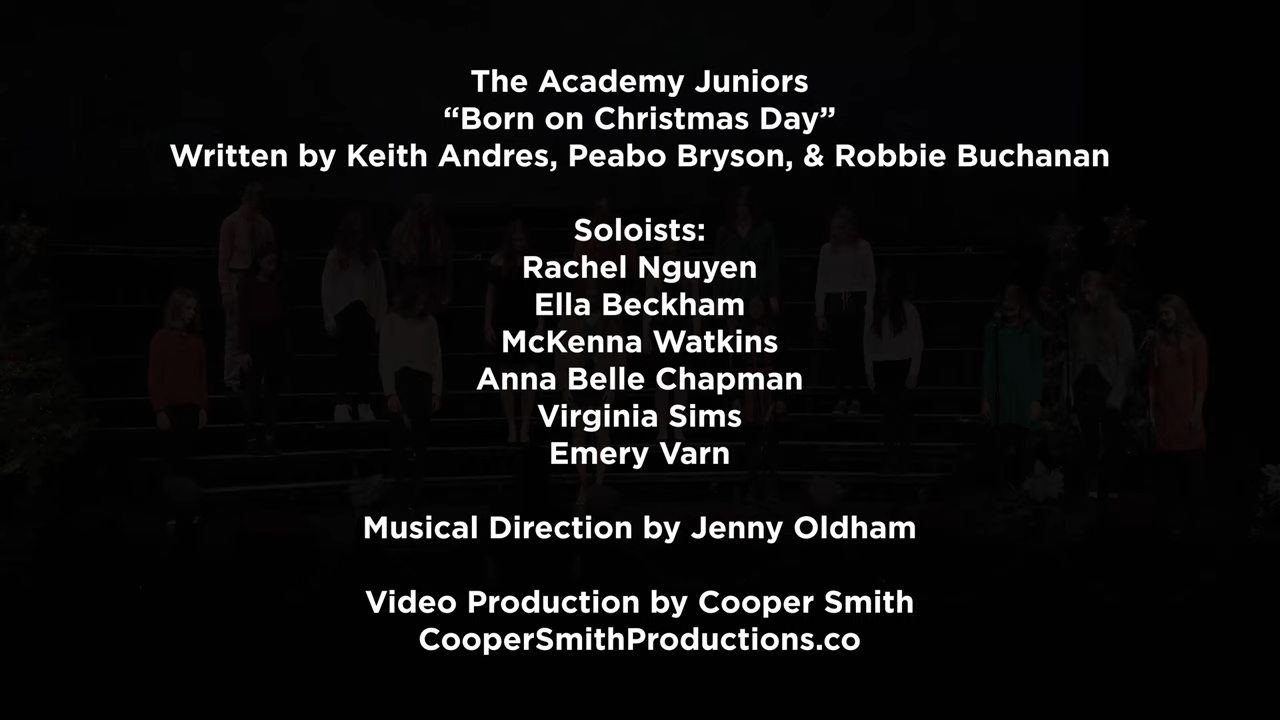 The Academy Juniors
“Born on Christmas Day”
Written by Keith Andres, Peabo Bryson, & Robbie Buchanan
Soloists:
Rachel Nguyen
Ella Beckham
McKenna Watkins
Anna Belle Chapman
Virginia Sims
Emery Varn
Musical Direction by Jenny Oldham
Video Production by Cooper Smith
CooperSmithProductions.co